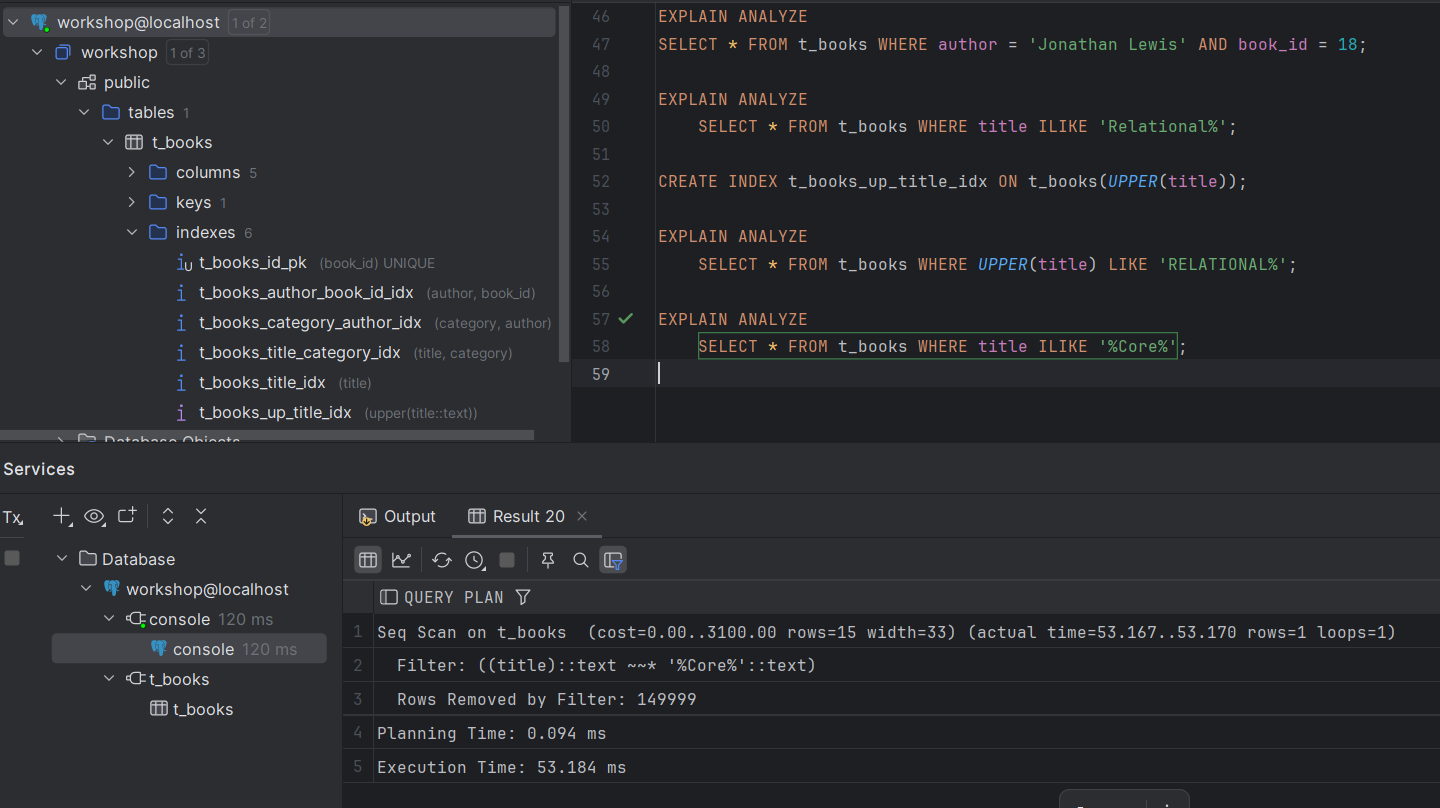 workshop@localhost 1 of 2
workshop 1 of 3
public
tables 1
t_books
columns 5
keys 1
indexes 6
t_books_id_pk (book_id) UNIQUE
t_books_author_book_id_idx (author, book_id)
t_books_category_author_idx (category, author)
t_books_title_category_idx (title, category)
t_books_title_idx (title)
t_books_up_title_idx (upper(title::text))
Database Objects
46 EXPLAIN ANALYZE
47 SELECT * FROM t_books WHERE author = 'Jonathan Lewis' AND book_id = 18;
48
49 EXPLAIN ANALYZE
50 SELECT * FROM t_books WHERE title ILIKE 'Relational%';
51
52 CREATE INDEX t_books_up_title_idx ON t_books(UPPER(title));
53
54 EXPLAIN ANALYZE
55 SELECT * FROM t_books WHERE UPPER(title) LIKE 'RELATIONAL%';
56
57 EXPLAIN ANALYZE
58 SELECT * FROM t_books WHERE title ILIKE '%Core%';
59
Services
Tx
Database
workshop@localhost
console 120 ms
console 120 ms
t_books
t_books
Output Result 20
QUERY PLAN
1 Seq Scan on t_books (cost=0.00..3100.00 rows=15 width=33) (actual time=53.167..53.170 rows=1 loops=1)
2 Filter: ((title)::text ~~* '%Core%'::text)
3 Rows Removed by Filter: 149999
4 Planning Time: 0.094 ms
5 Execution Time: 53.184 ms